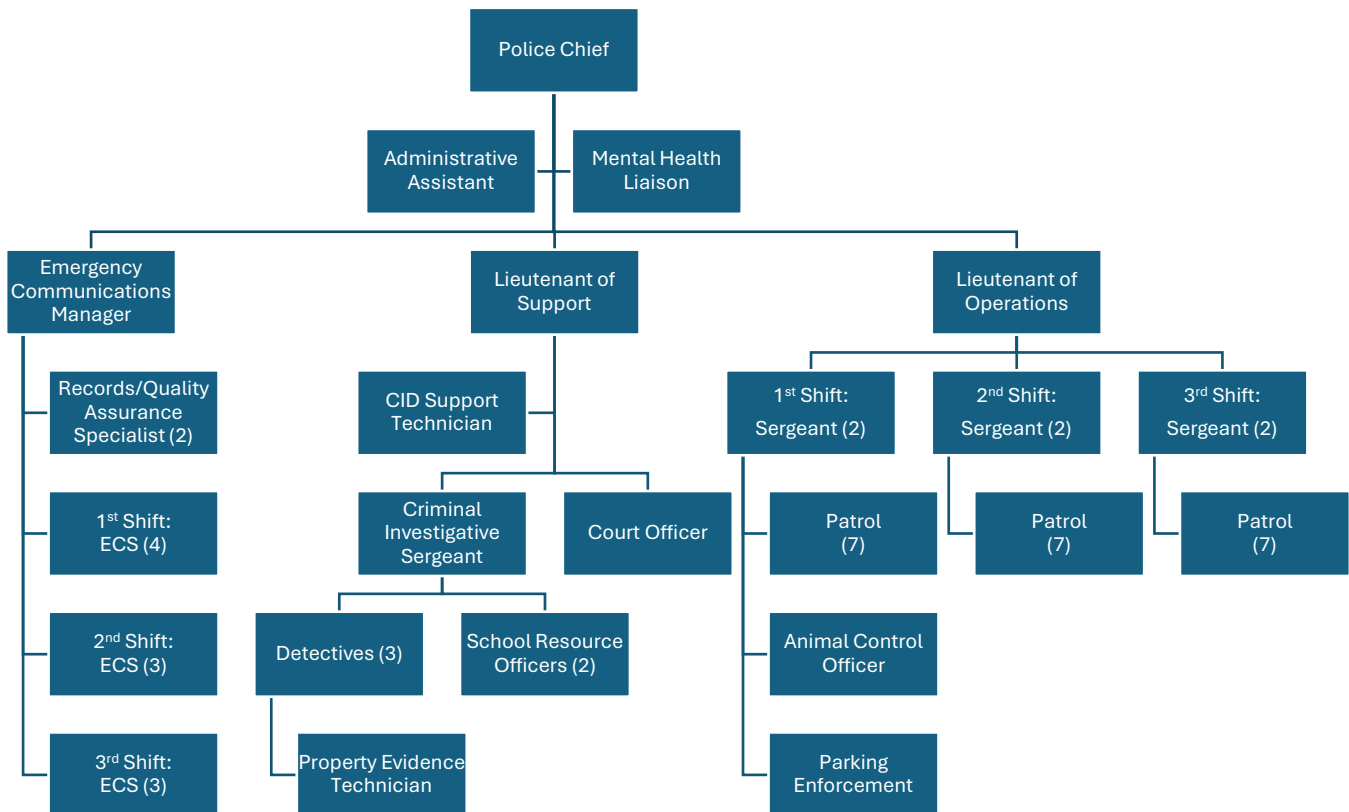 Police Chief
Administrative
Assistant
Mental Health
Liaison
Emergency
Communications
Manager
Lieutenant of
Support
Lieutenant of
Operations
Records/Quality
Assurance
Specialist (2)
CID Support
Technician
1st Shift:
Sergeant (2)
2nd Shift:
Sergeant (2)
3rd Shift:
Sergeant (2)
1st Shift:
ECS (4)
Criminal
Investigative
Sergeant
Court Officer
Patrol
(7)
Patrol
(7)
Patrol
(7)
2nd Shift:
ECS (3)
Detectives (3)
School Resource
Officers (2)
Animal Control
Officer
3rd Shift:
ECS (3)
Property Evidence
Technician
Parking
Enforcement